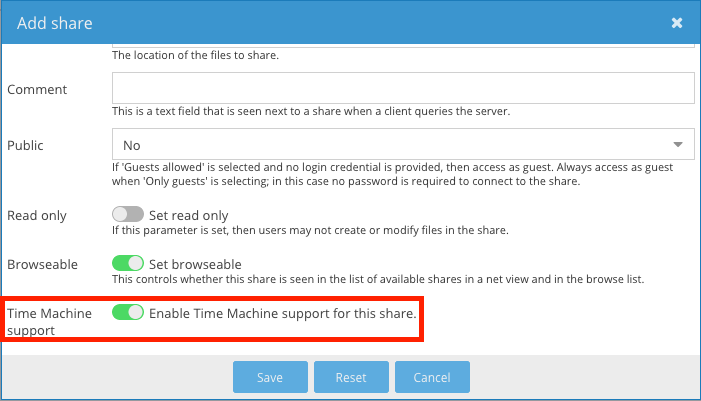 Add share
The location of the files to share.
Comment
This is a text field that is seen next to a share when a client queries the server.
Public
No
If 'Guests allowed' is selected and no login credential is provided, then access as guest. Always access as guest
when 'Only guests' is selecting; in this case no password is required to connect to the share.
Read only
Set read only
If this parameter is set, then users may not create or modify files in the share.
Browseable
Set browseable
This controls whether this share is seen in the list of available shares in a net view and in the browse list.
Time Machine
support
Enable Time Machine support for this share.
Save
Reset
Cancel